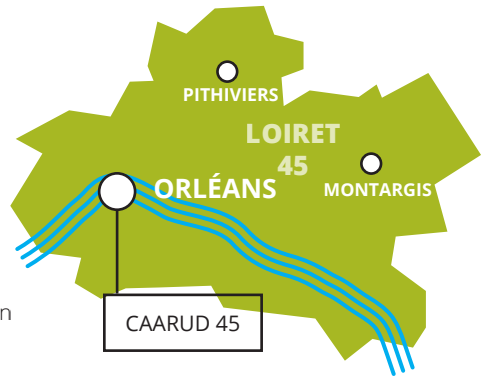 PITHIVIERS
LOIRET
45
ORLÉANS
MONTARGIS
n
CAARUD 45